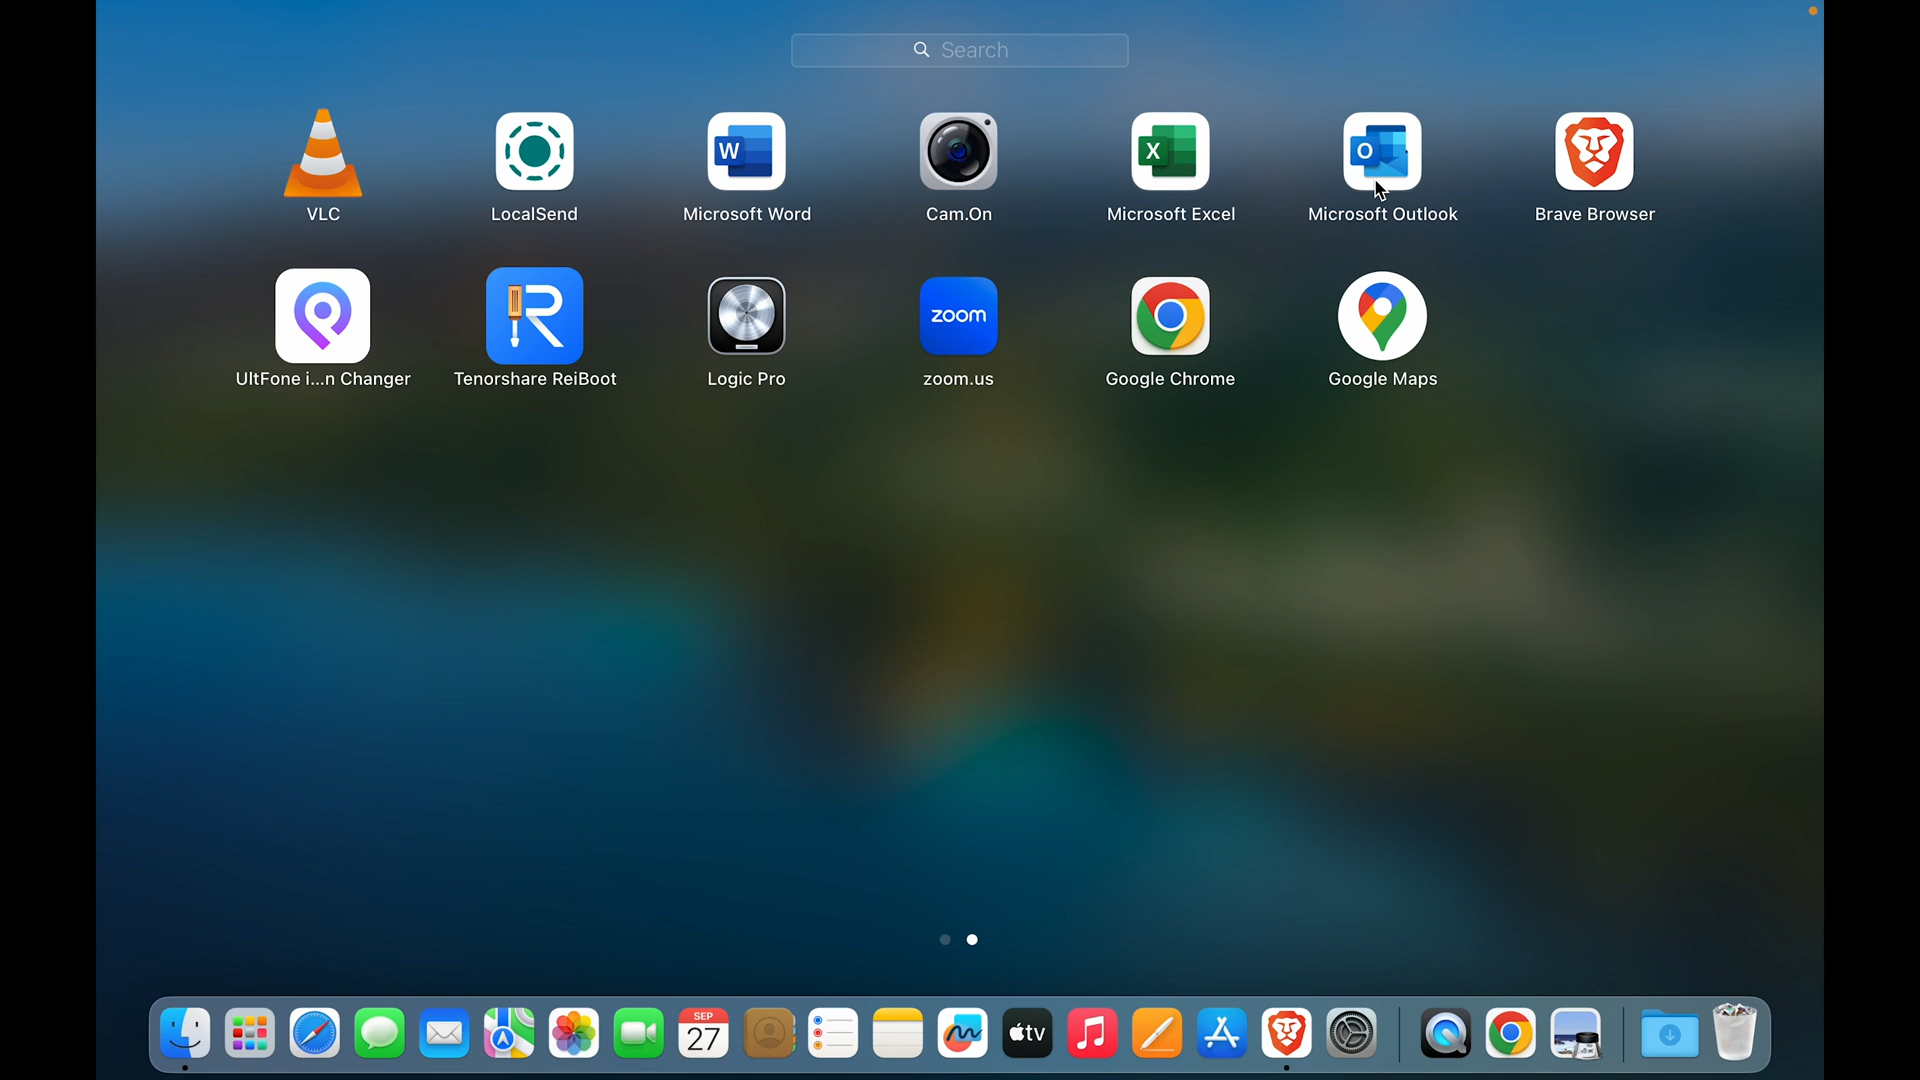 Search
VLC
LocalSend
W
Microsoft Word
Cam.On
X
Microsoft Excel
O
Microsoft Outlook
Brave Browser
UltFone i...n Changer
R
Tenorshare ReiBoot
Logic Pro
zoom
zoom.us
Google Chrome
Google Maps
SEP
27
tv